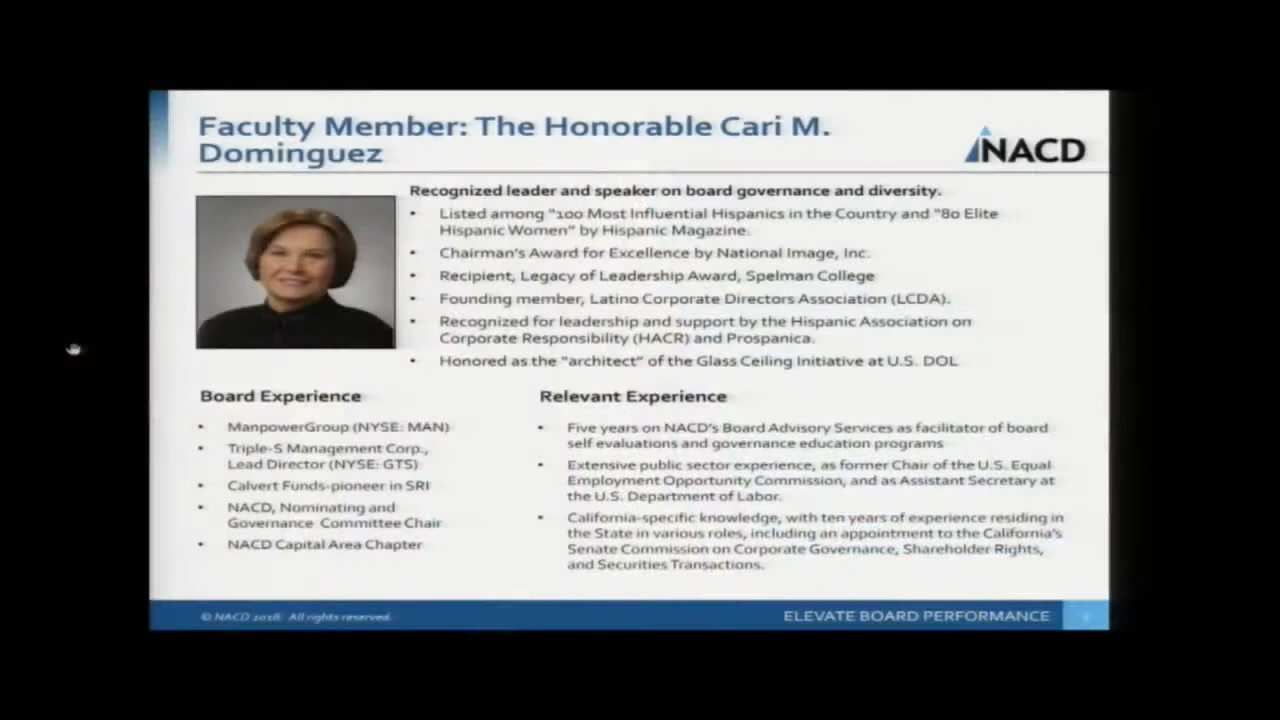 Faculty Member: The Honorable Cari M.
Dominguez
NACD
Recognized leader and speaker on board governance and diversity.
• Listed among "100 Most Influential Hispanics in the Country and "80 Elite
Hispanic Women" by Hispanic Magazine.
• Chairman's Award for Excellence by National Image, Inc.
• Recipient, Legacy of Leadership Award, Spelman College
• Founding member, Latino Corporate Directors Association (LCDA).
• Recognized for leadership and support by the Hispanic Association on
Corporate Responsibility (HACR) and Prospanica.
• Honored as the "architect" of the Glass Ceiling Initiative at U.S. DOL
Board Experience
• ManpowerGroup (NYSE: MAN)
• Triple-S Management Corp.,
Lead Director (NYSE: GTS)
• Calvert Funds-pioneer in SRI
• NACD, Nominating and
Governance Committee Chair
• NACD Capital Area Chapter
Relevant Experience
• Five years on NACD's Board Advisory Services as facilitator of board
self evaluations and governance education programs
• Extensive public sector experience, as former Chair of the U.S. Equal
Employment Opportunity Commission, and as Assistant Secretary at
the U.S. Department of Labor.
• California-specific knowledge, with ten years of experience residing in
the State in various roles, including an appointment to the California's
Senate Commission on Corporate Governance, Shareholder Rights,
and Securities Transactions.
© NACD 2018. All rights reserved.
ELEVATE BOARD PERFORMANCE